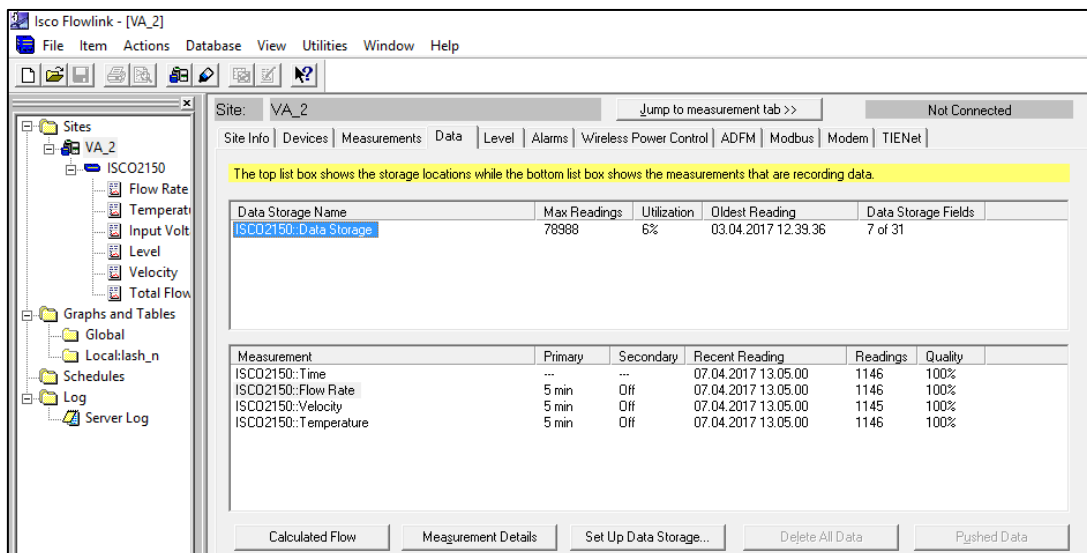 Isco Flowlink - [VA_2]
File Item Actions Database View Utilities Window Help
Site: VA_2 Jump to measurement tab >> Not Connected
Site Info Devices Measurements Data Level Alarms Wireless Power Control ADFM Modbus Modem TIENet
Sites
VA_2
ISCO2150
Flow Rate
Temperatu
Input Volt
Level
Velocity
Total Flow
Graphs and Tables
Global
Local:lash_n
Schedules
Log
Server Log
The top list box shows the storage locations while the bottom list box shows the measurements that are recording data.
Data Storage Name Max Readings Utilization Oldest Reading Data Storage Fields
ISCO2150::Data Storage 78988 6% 03.04.2017 12.39.36 7 of 31
Measurement Primary Secondary Recent Reading Readings Quality
ISCO2150::Time --- --- 07.04.2017 13.05.00 1146 100%
ISCO2150::Flow Rate 5 min Off 07.04.2017 13.05.00 1146 100%
ISCO2150::Velocity 5 min Off 07.04.2017 13.05.00 1145 100%
ISCO2150::Temperature 5 min Off 07.04.2017 13.05.00 1146 100%
Calculated Flow Measurement Details Set Up Data Storage... Delete All Data Pushed Data